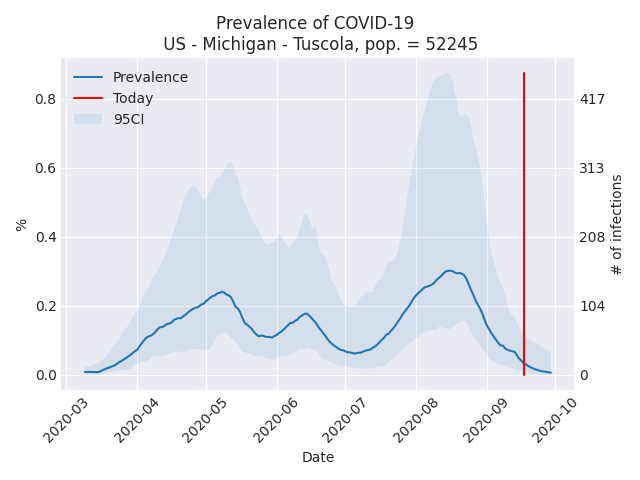 Prevalence of COVID-19
US - Michigan - Tuscola, pop. = 52245
Prevalence
Today
95CI
0.8
0.6
0.4
0.2
0.0
%
417
313
208
104
0
# of infections
2020-03
2020-04
2020-05
2020-06
2020-07
2020-08
2020-09
2020-10
Date